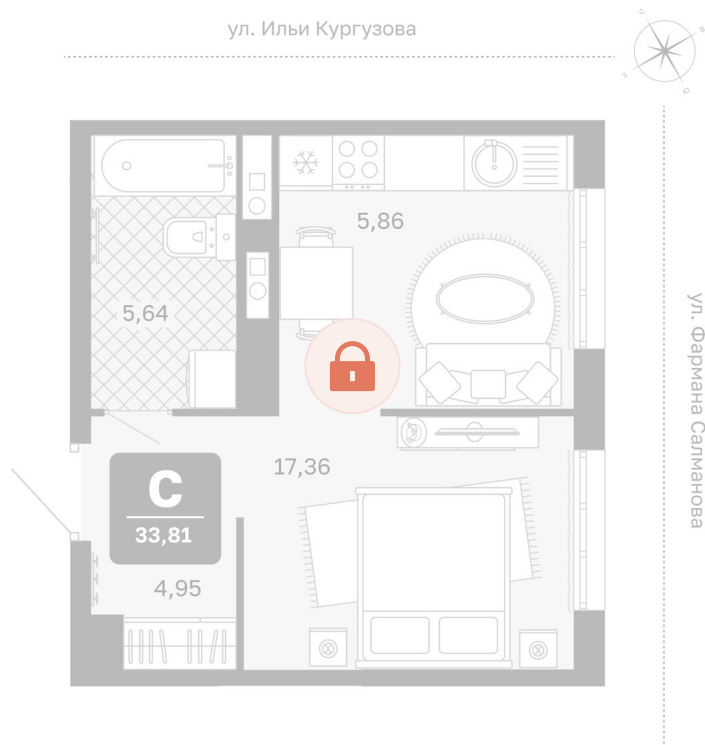 ул. Ильи Кургузова
С
В
З
Ю
5,86
5,64
ул. Фармана Салманова
17,36
С
33,81
4,95